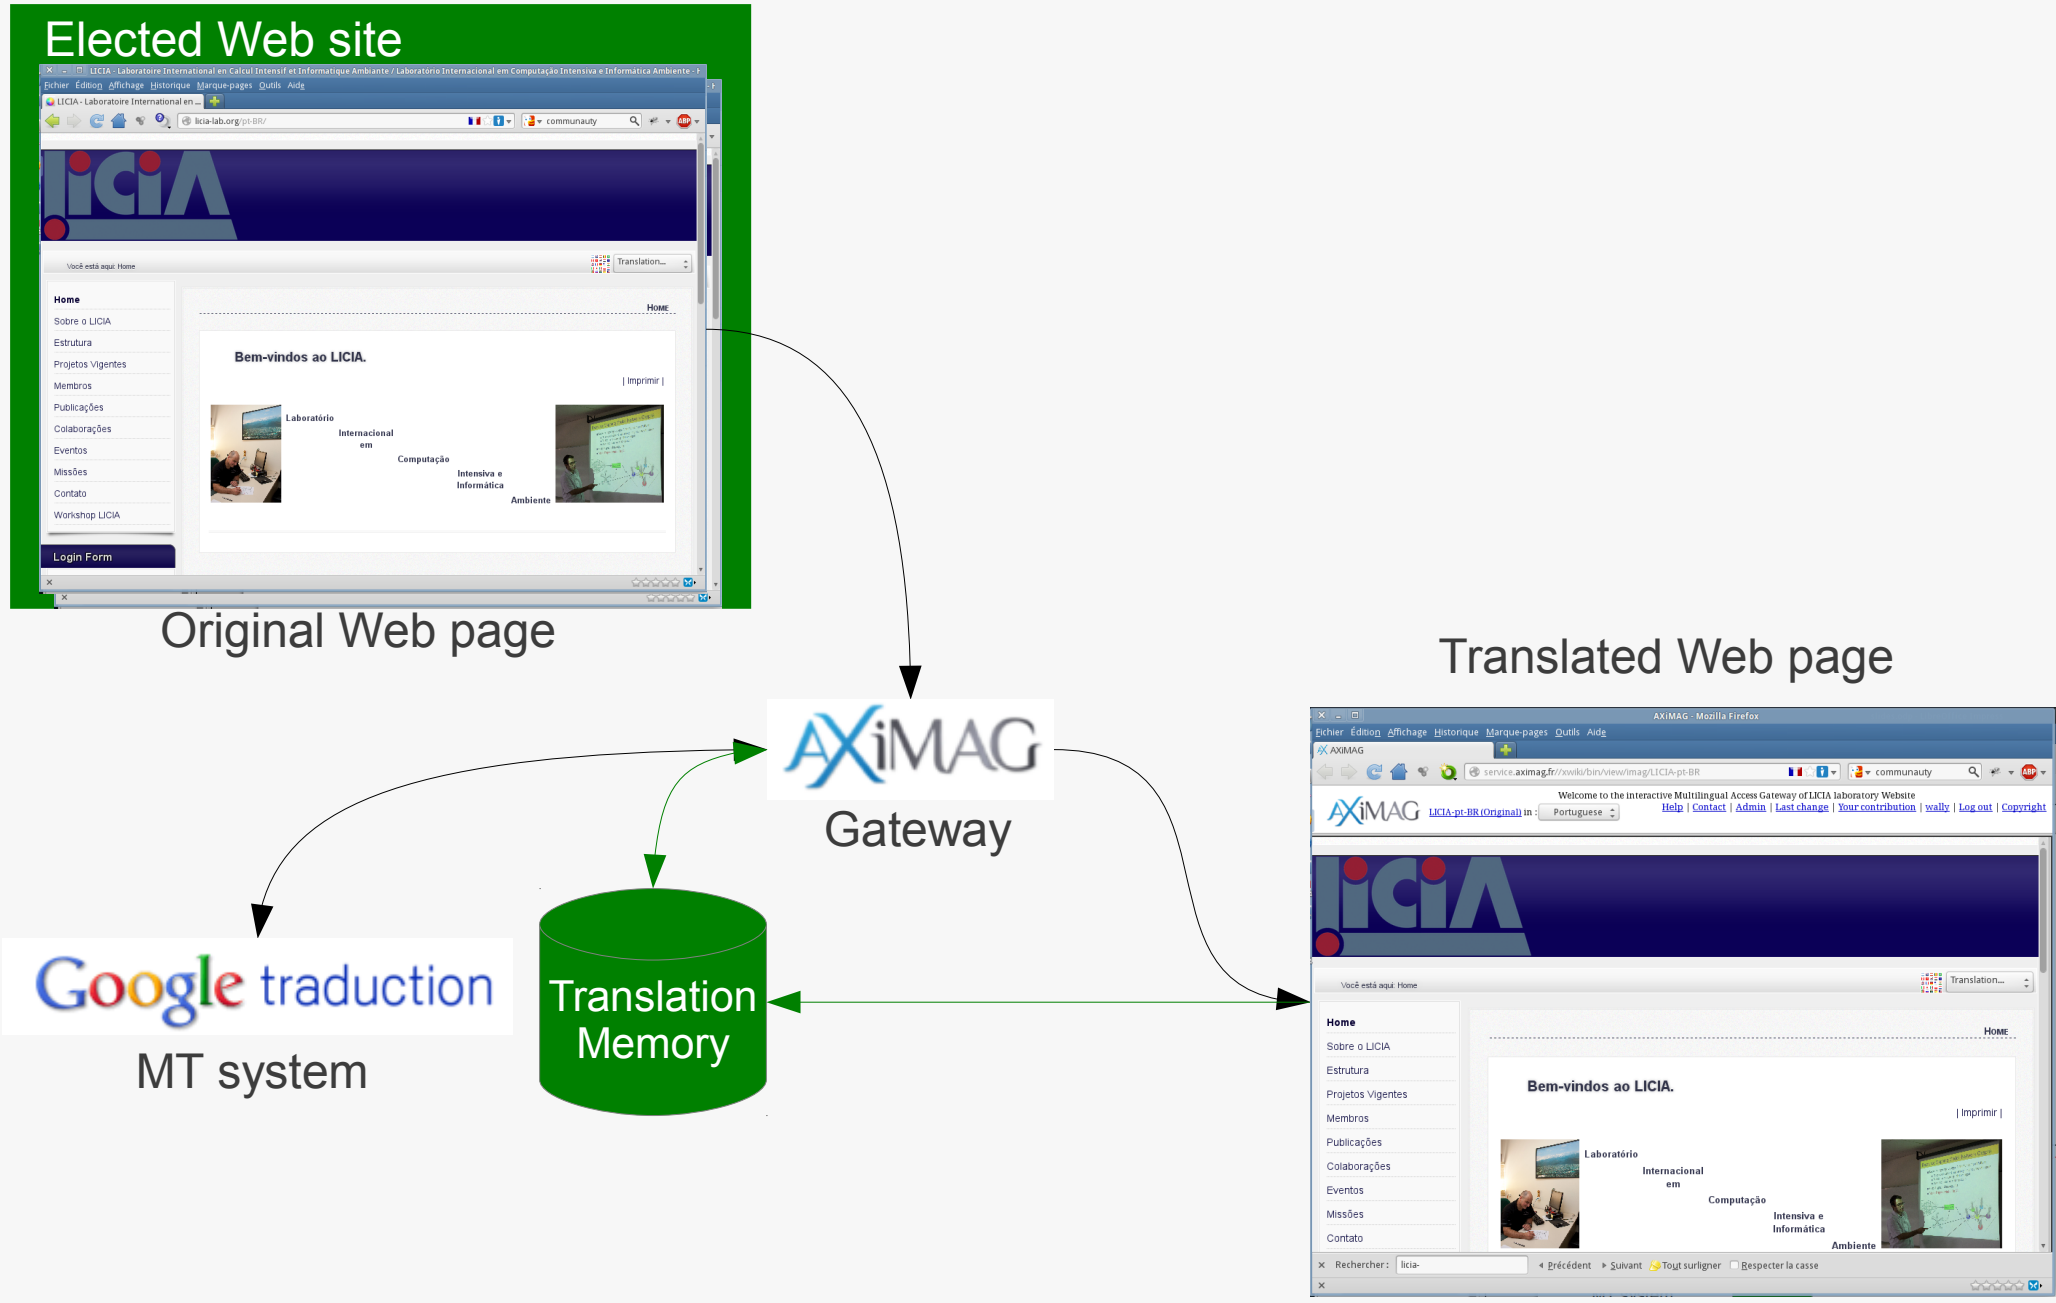 Elected Web site
LICIA - Laboratoire International en Calcul Intensif et Informatique Ambiante / Laboratório Internacional em Computação Intensiva e Informática Ambiente -
Fichier Édition Affichage Historique Marque-pages Outils Aide
LICIA - Laboratoire International en ...
licia-lab.org/pt-BR/ communauty ABP
liciA
Você está aqui: Home Translation...
Home
Sobre o LICIA
Estrutura
Projetos Vigentes
Membros
Publicações
Colaborações
Eventos
Missões
Contato
Workshop LICIA
Login Form
HOME
Bem-vindos ao LICIA.
| Imprimir |
Laboratório
Internacional
em
Computação
Intensiva e
Informática
Ambiente
Original Web page
AXiMAG
Gateway
Google traduction
MT system
Translation
Memory
Translated Web page
AXiMAG - Mozilla Firefox
Fichier Édition Affichage Historique Marque-pages Outils Aide
AXiMAG
service.aximag.fr/xwiki/bin/view/imag/LICIA-pt-BR communauty ABP
Welcome to the interactive Multilingual Access Gateway of LICIA laboratory Website
AXiMAG LICIA-pt-BR (Original) in : Portuguese Help | Contact | Admin | Last change | Your contribution | wally | Log out | Copyright
liciA
Você está aqui: Home Translation...
Home
Sobre o LICIA
Estrutura
Projetos Vigentes
Membros
Publicações
Colaborações
Eventos
Missões
Contato
HOME
Bem-vindos ao LICIA.
| Imprimir |
Laboratório
Internacional
em
Computação
Intensiva e
Informática
Ambiente
Rechercher : licia- Précédent Suivant Tout surligner Respecter la casse